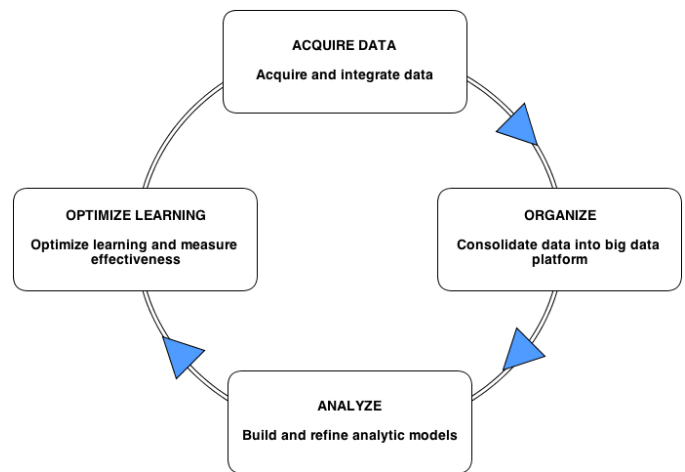 ACQUIRE DATA
Acquire and integrate data
OPTIMIZE LEARNING
Optimize learning and measure
effectiveness
ORGANIZE
Consolidate data into big data
platform
ANALYZE
Build and refine analytic models